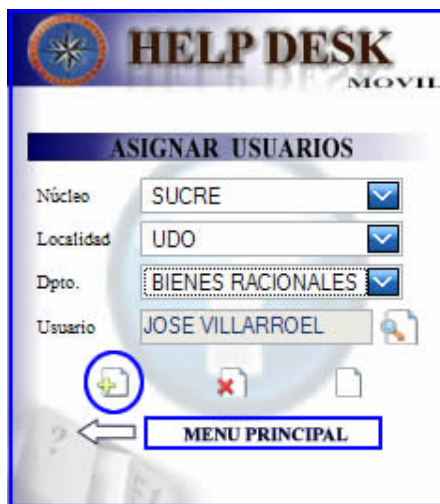 HELP DESK
MOVIL
ASIGNAR USUARIOS
Núcleo SUCRE
Localidad UDO
Dpto. BIENES RACIONALES
Usuario JOSE VILLARROEL
? MENU PRINCIPAL